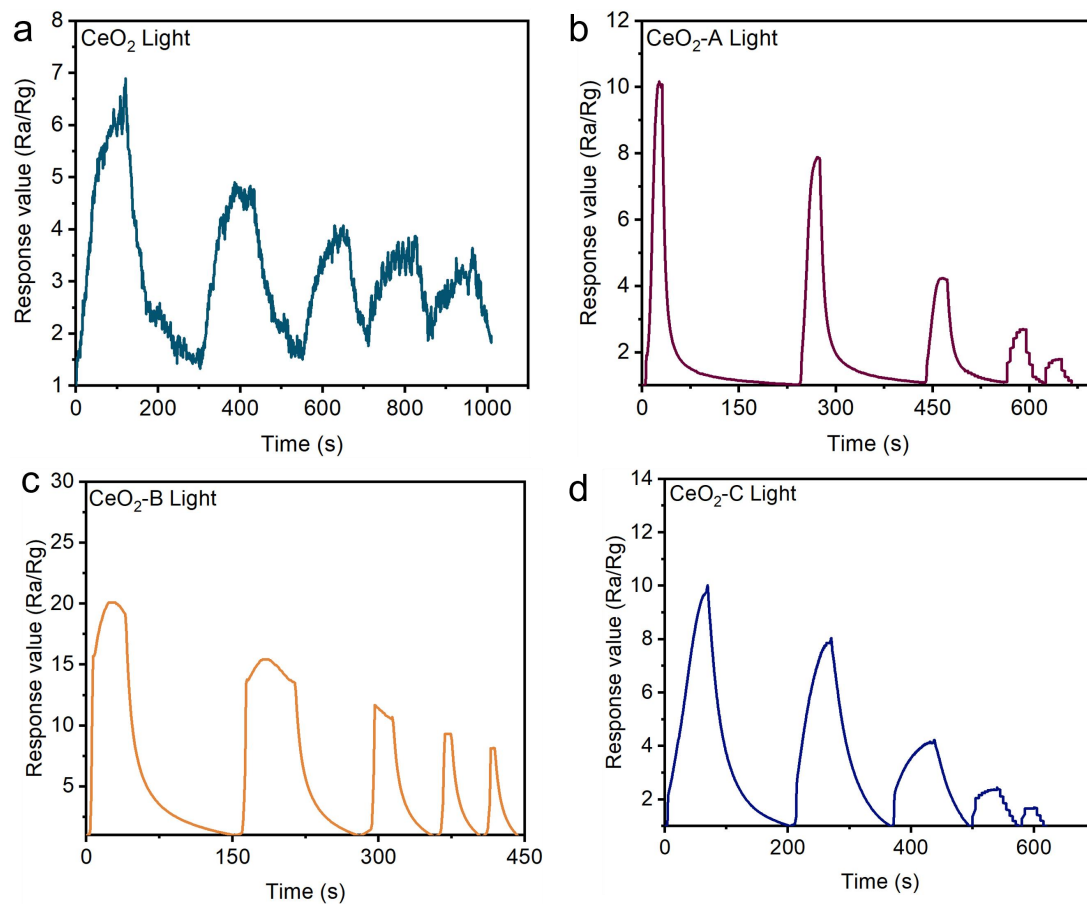 a
CeO₂ Light
Response value (Ra/Rg)
8
7
6
5
4
3
2
1
0 200 400 600 800 1000
Time (s)
b
CeO₂-A Light
Response value (Ra/Rg)
12
10
8
6
4
2
0 150 300 450 600
Time (s)
c
CeO₂-B Light
Response value (Ra/Rg)
30
25
20
15
10
5
0 150 300 450
Time (s)
d
CeO₂-C Light
Response value (Ra/Rg)
14
12
10
8
6
4
2
0 200 400 600
Time (s)